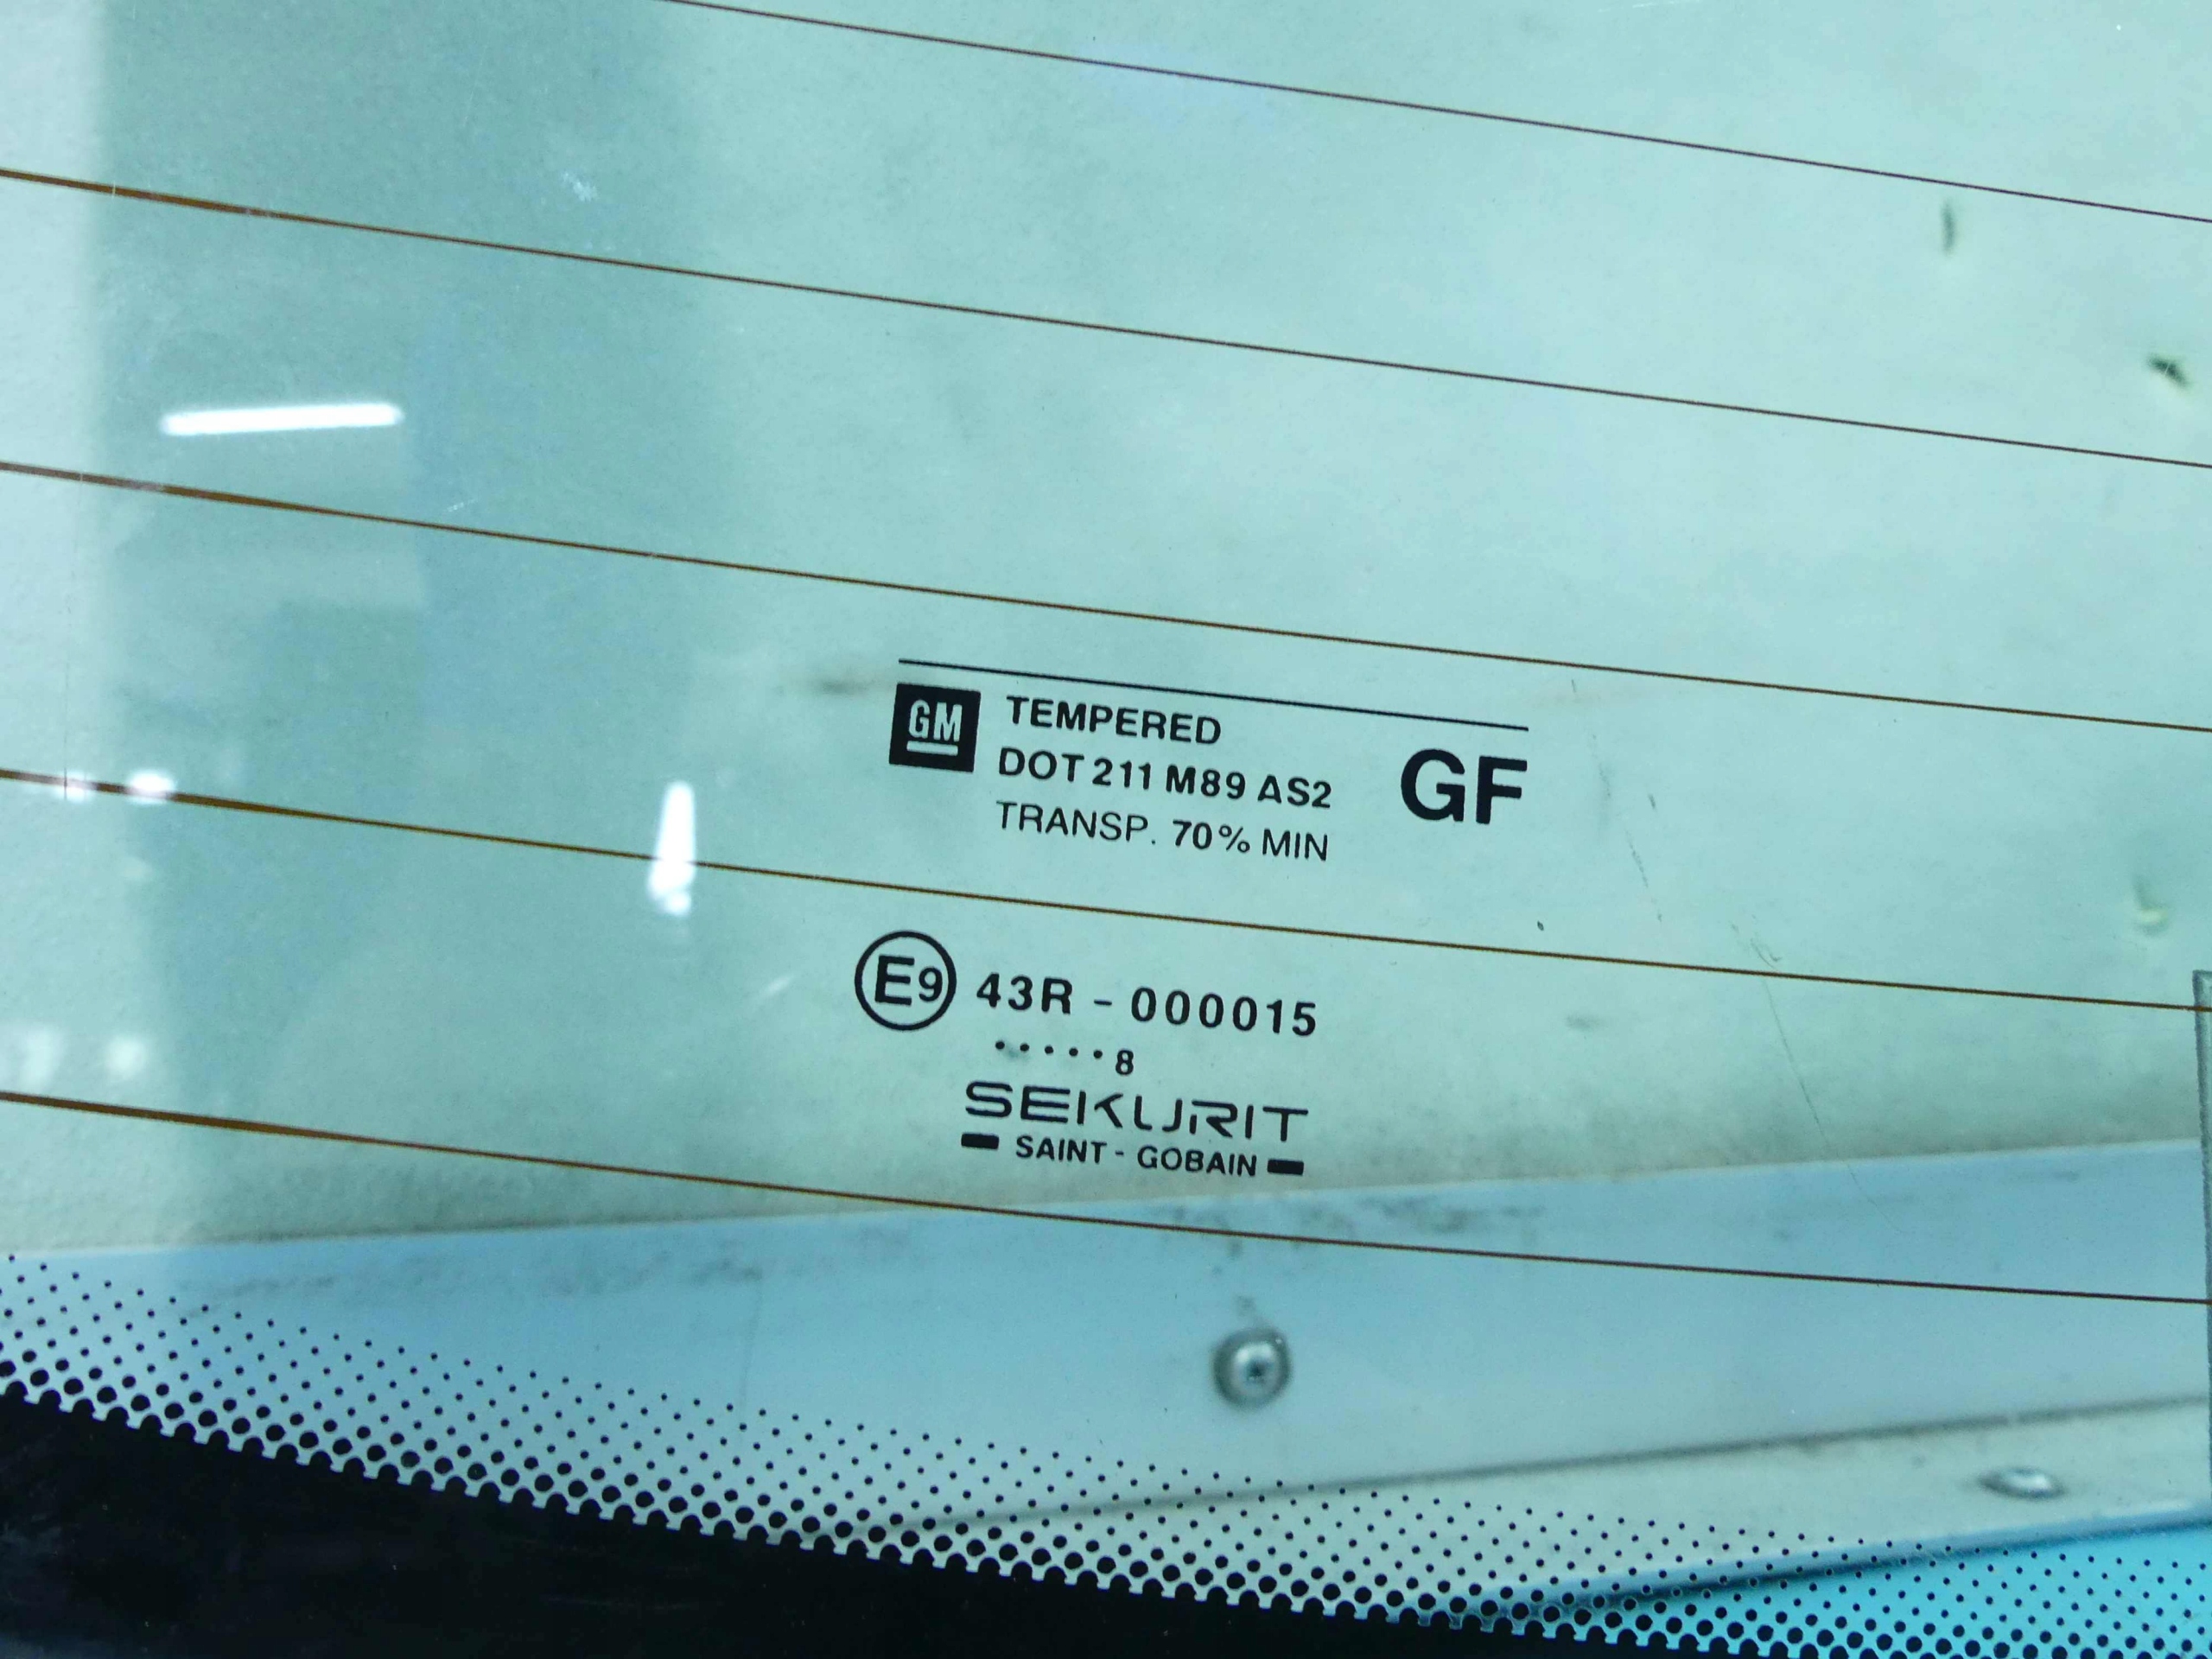 GM TEMPERED
DOT 211 M89 AS2 GF
TRANSP. 70% MIN
E9 43R - 000015
.....8
SEKURIT
SAINT - GOBAIN